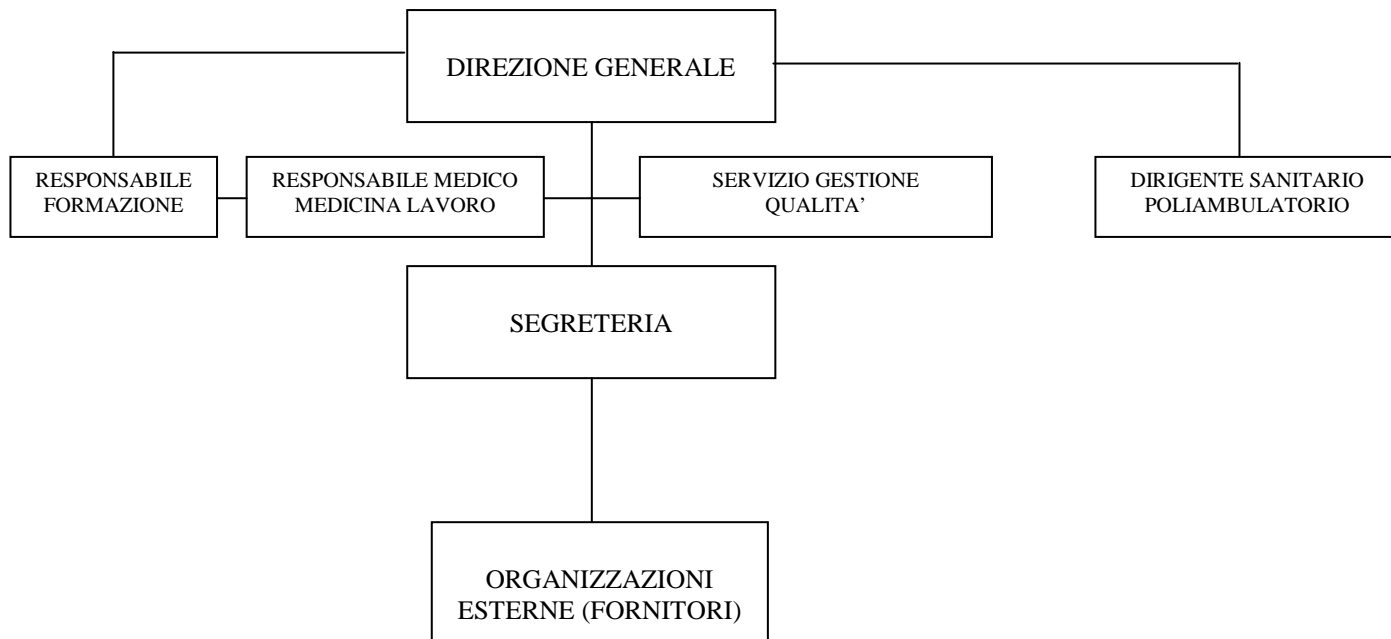 DIREZIONE GENERALE
RESPONSABILE
FORMAZIONE
RESPONSABILE MEDICO
MEDICINA LAVORO
SERVIZIO GESTIONE
QUALITA’
DIRIGENTE SANITARIO
POLIAMBULATORIO
SEGRETERIA
ORGANIZZAZIONI
ESTERNE (FORNITORI)